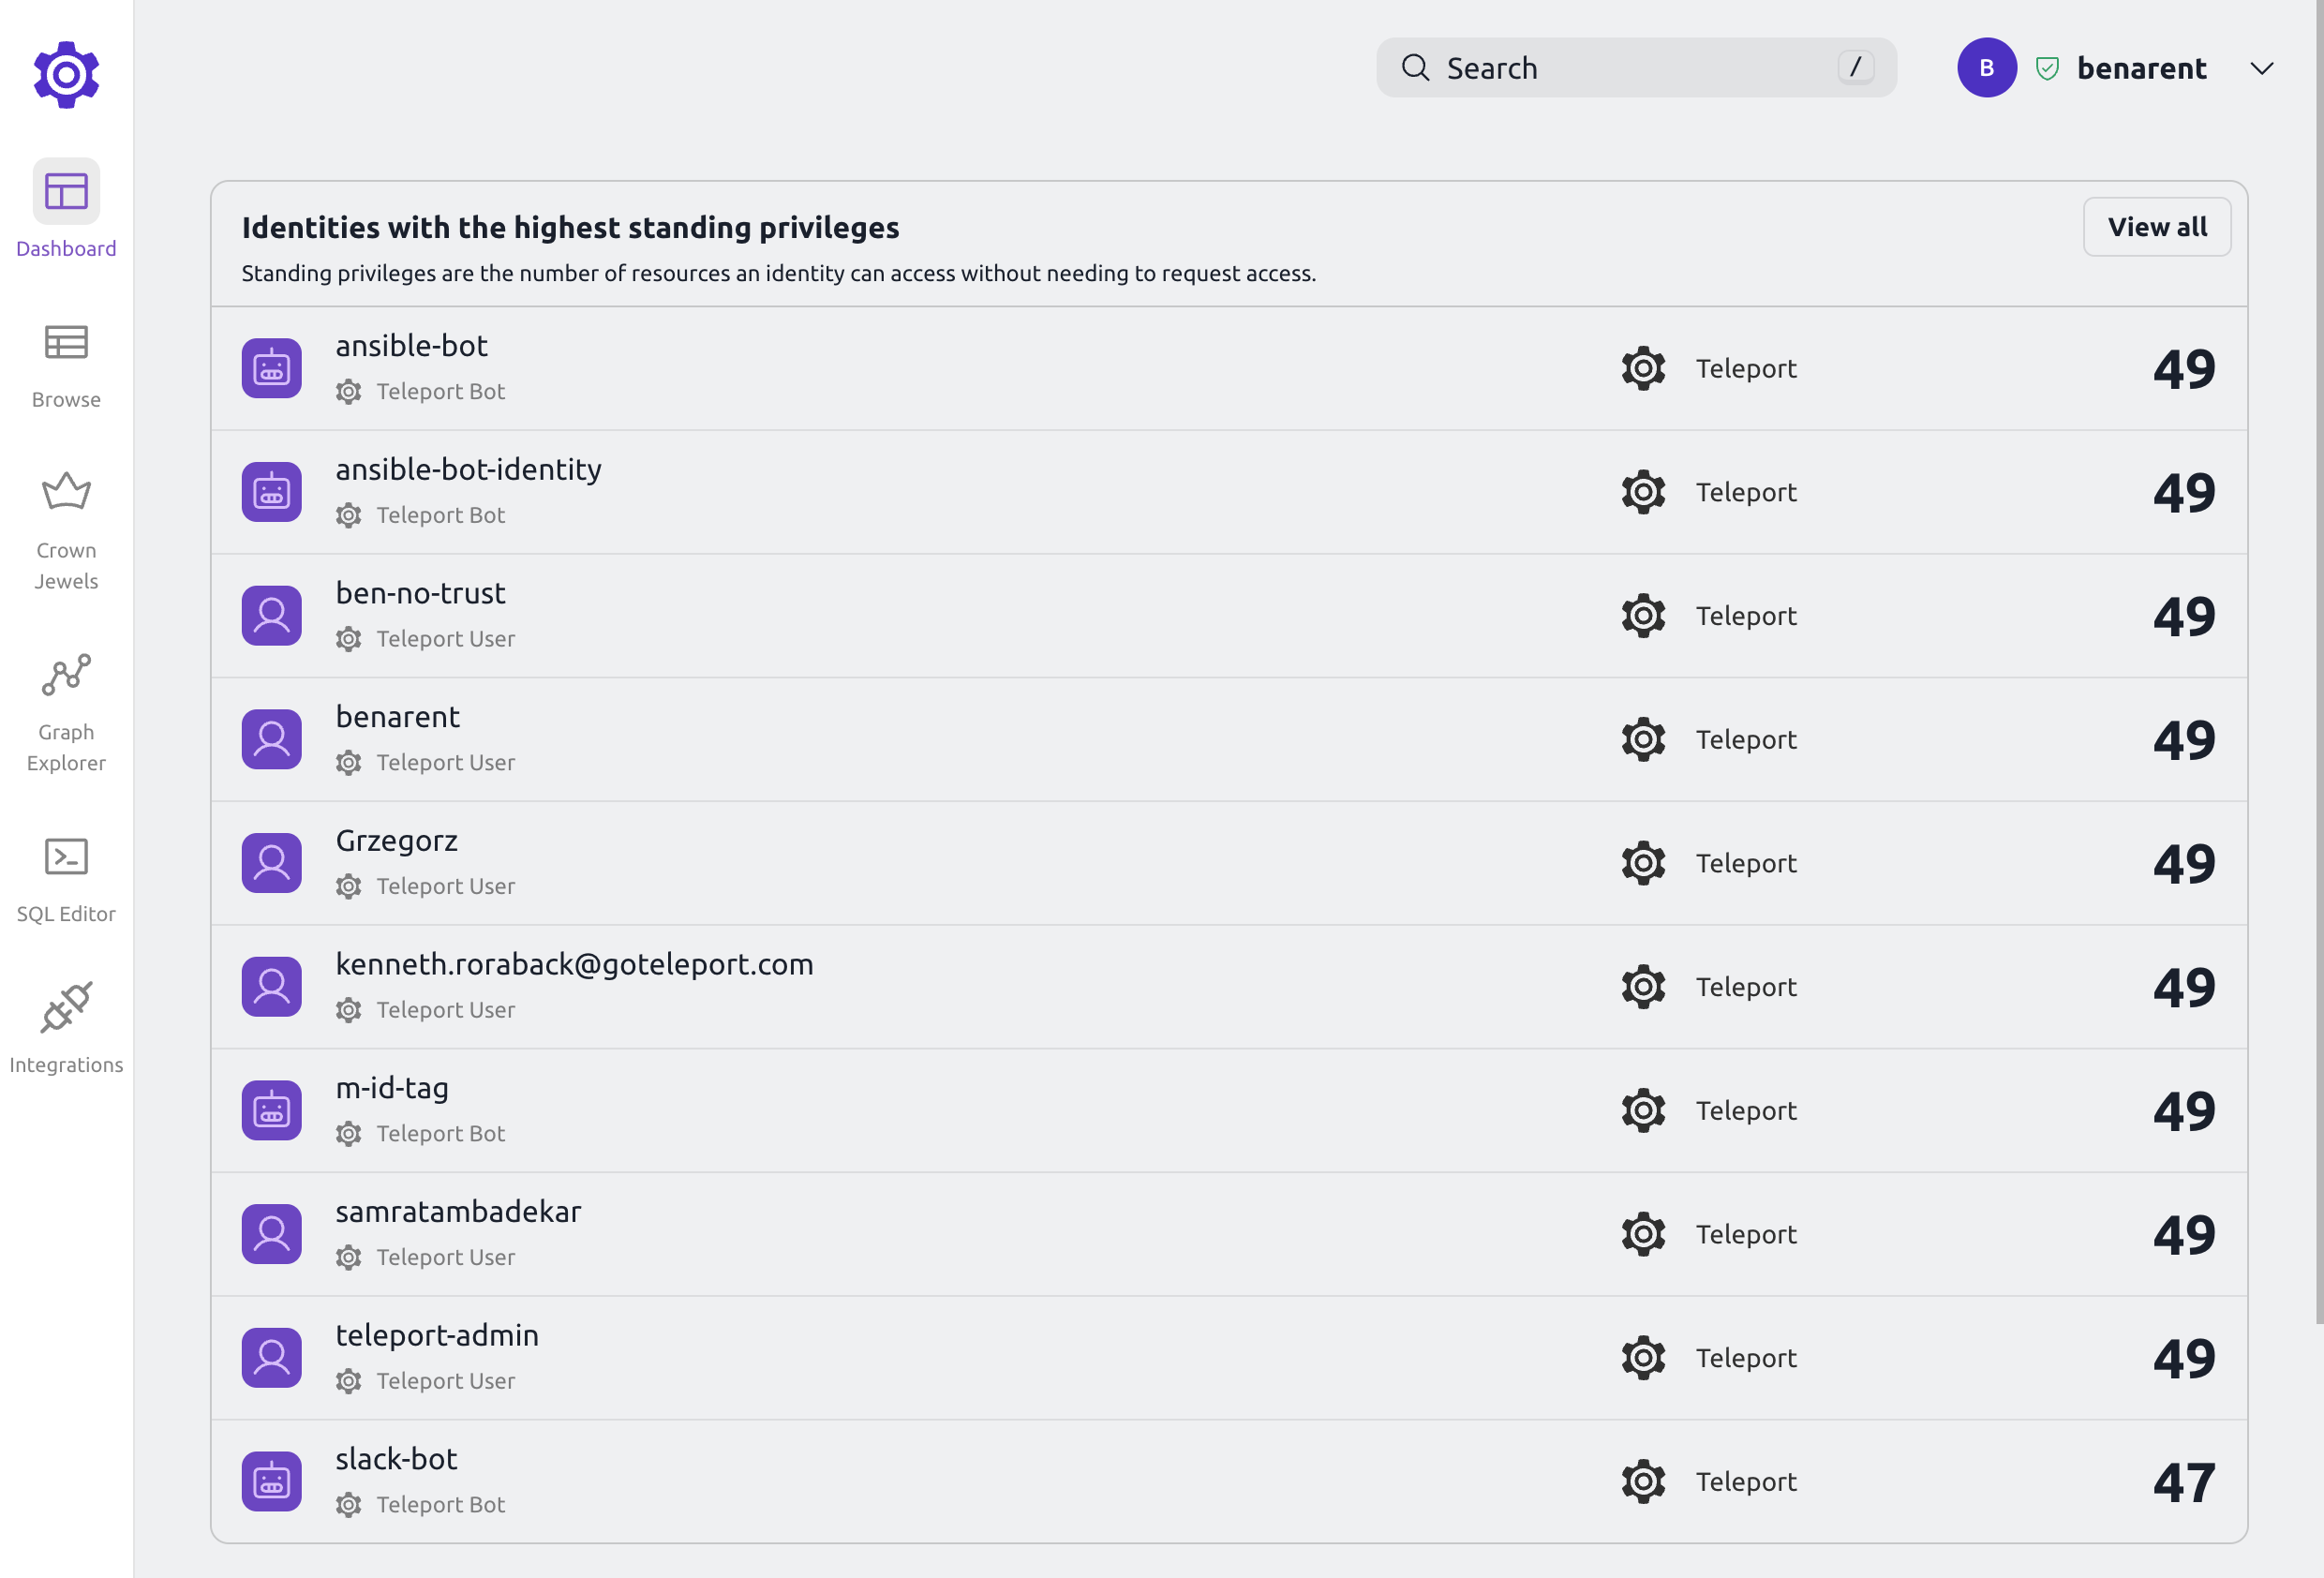 Search
/
B
benarent
Dashboard
Browse
Crown
Jewels
Graph
Explorer
SQL Editor
Integrations
Identities with the highest standing privileges
View all
Standing privileges are the number of resources an identity can access without needing to request access.
ansible-bot
Teleport Bot
Teleport
49
ansible-bot-identity
Teleport Bot
Teleport
49
ben-no-trust
Teleport User
Teleport
49
benarent
Teleport User
Teleport
49
Grzegorz
Teleport User
Teleport
49
kenneth.roraback@goteleport.com
Teleport User
Teleport
49
m-id-tag
Teleport Bot
Teleport
49
samratambadekar
Teleport User
Teleport
49
teleport-admin
Teleport User
Teleport
49
slack-bot
Teleport Bot
Teleport
47